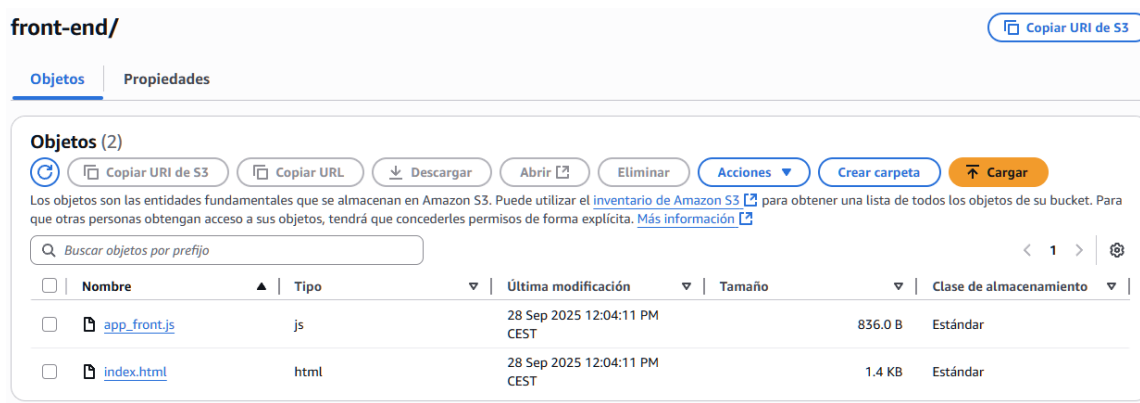 front-end/
Copiar URI de S3
Objetos
Propiedades
Objetos (2)
Copiar URI de S3
Copiar URL
Descargar
Abrir
Eliminar
Acciones
Crear carpeta
Cargar
Los objetos son las entidades fundamentales que se almacenan en Amazon S3. Puede utilizar el inventario de Amazon S3 para obtener una lista de todos los objetos de su bucket. Para
que otras personas obtengan acceso a sus objetos, tendrá que concederles permisos de forma explícita. Más información
Buscar objetos por prefijo
1
Nombre
Tipo
Última modificación
Tamaño
Clase de almacenamiento
app_front.js
js
28 Sep 2025 12:04:11 PM
CEST
836.0 B
Estándar
index.html
html
28 Sep 2025 12:04:11 PM
CEST
1.4 KB
Estándar